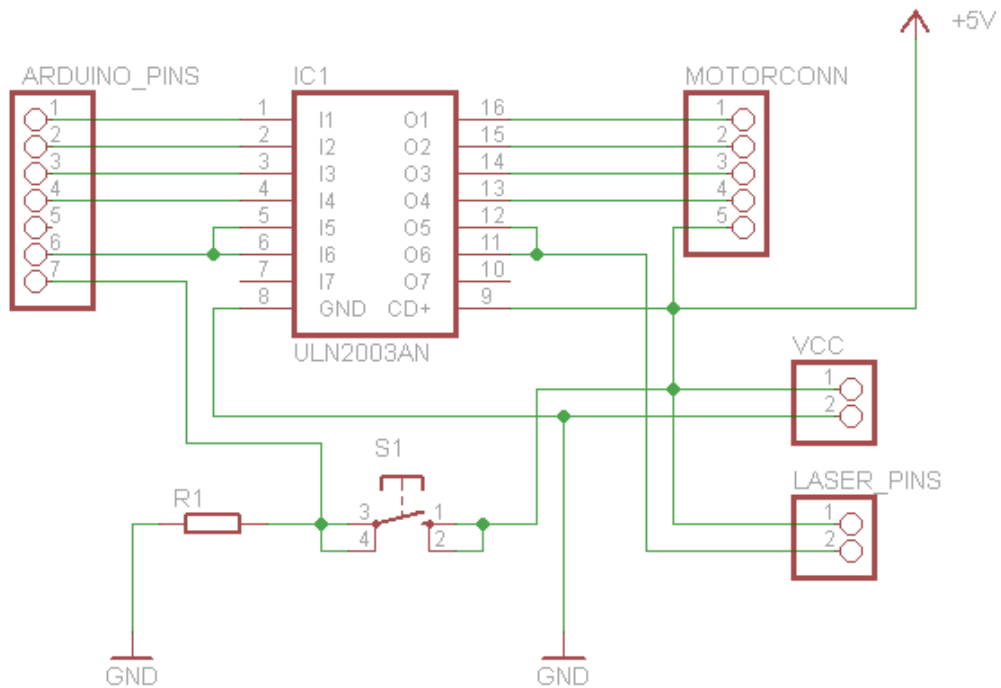 +5V
ARDUINO_PINS
IC1
MOTORCONN
1
2
3
4
5
6
7
1
2
3
4
5
6
7
8
I1
I2
I3
I4
I5
I6
I7
GND
O1
O2
O3
O4
O5
O6
O7
CD+
16
15
14
13
12
11
10
9
1
2
3
4
5
ULN2003AN
VCC
1
2
S1
R1
3
4
1
2
LASER_PINS
1
2
GND
GND